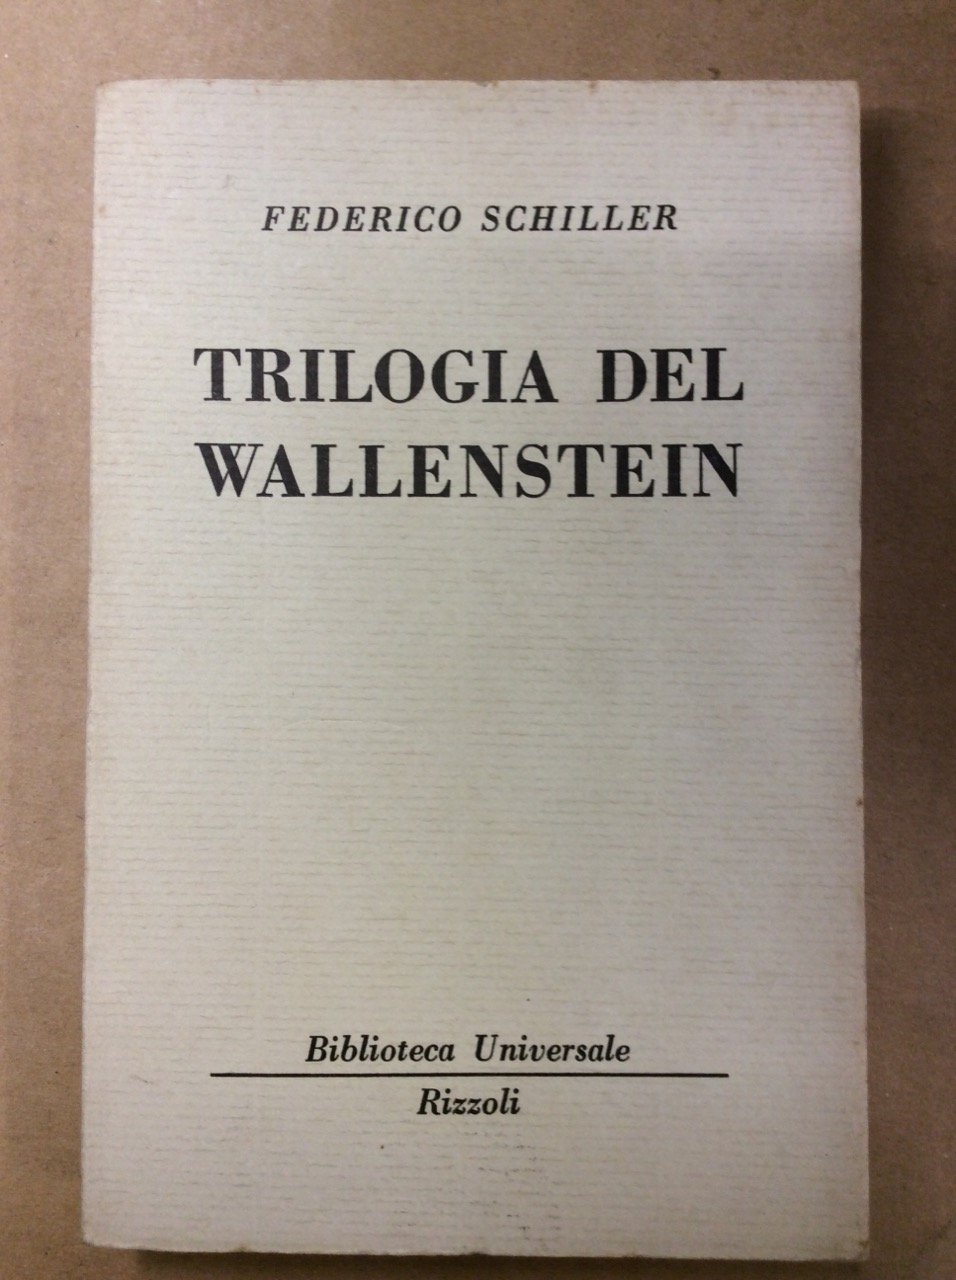 FEDERICO SCHILLER
TRILOGIA DEL
WALLENSTEIN
Biblioteca Universale
Rizzoli